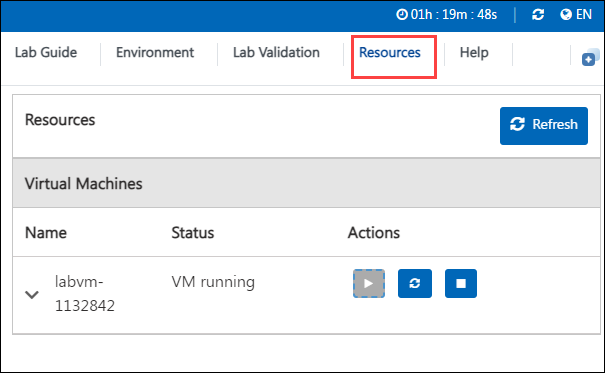 01h : 19m : 48s EN
Lab Guide Environment Lab Validation Resources Help
Resources Refresh
Virtual Machines
Name Status Actions
labvm- VM running
1132842